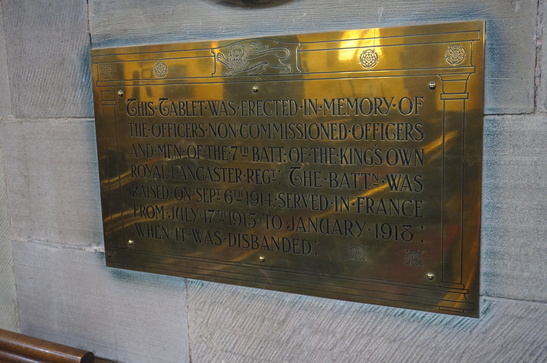 THIS·TABLET·WAS·ERECTED·IN·MEMORY·OF
THE·OFFICERS·NON·COMMISSIONED·OFFICERS
AND·MEN·OF·THE·7TH BATT: OF·THE·KING'S OWN
ROYAL·LANCASTER·REGT. THE·BATTN·WAS
RAISED·ON·SEPT 6TH 1914: SERVED·IN·FRANCE
FROM·JULY·17TH 1915·TO·JANUARY·1918:
WHEN·IT·WAS·DISBANDED: